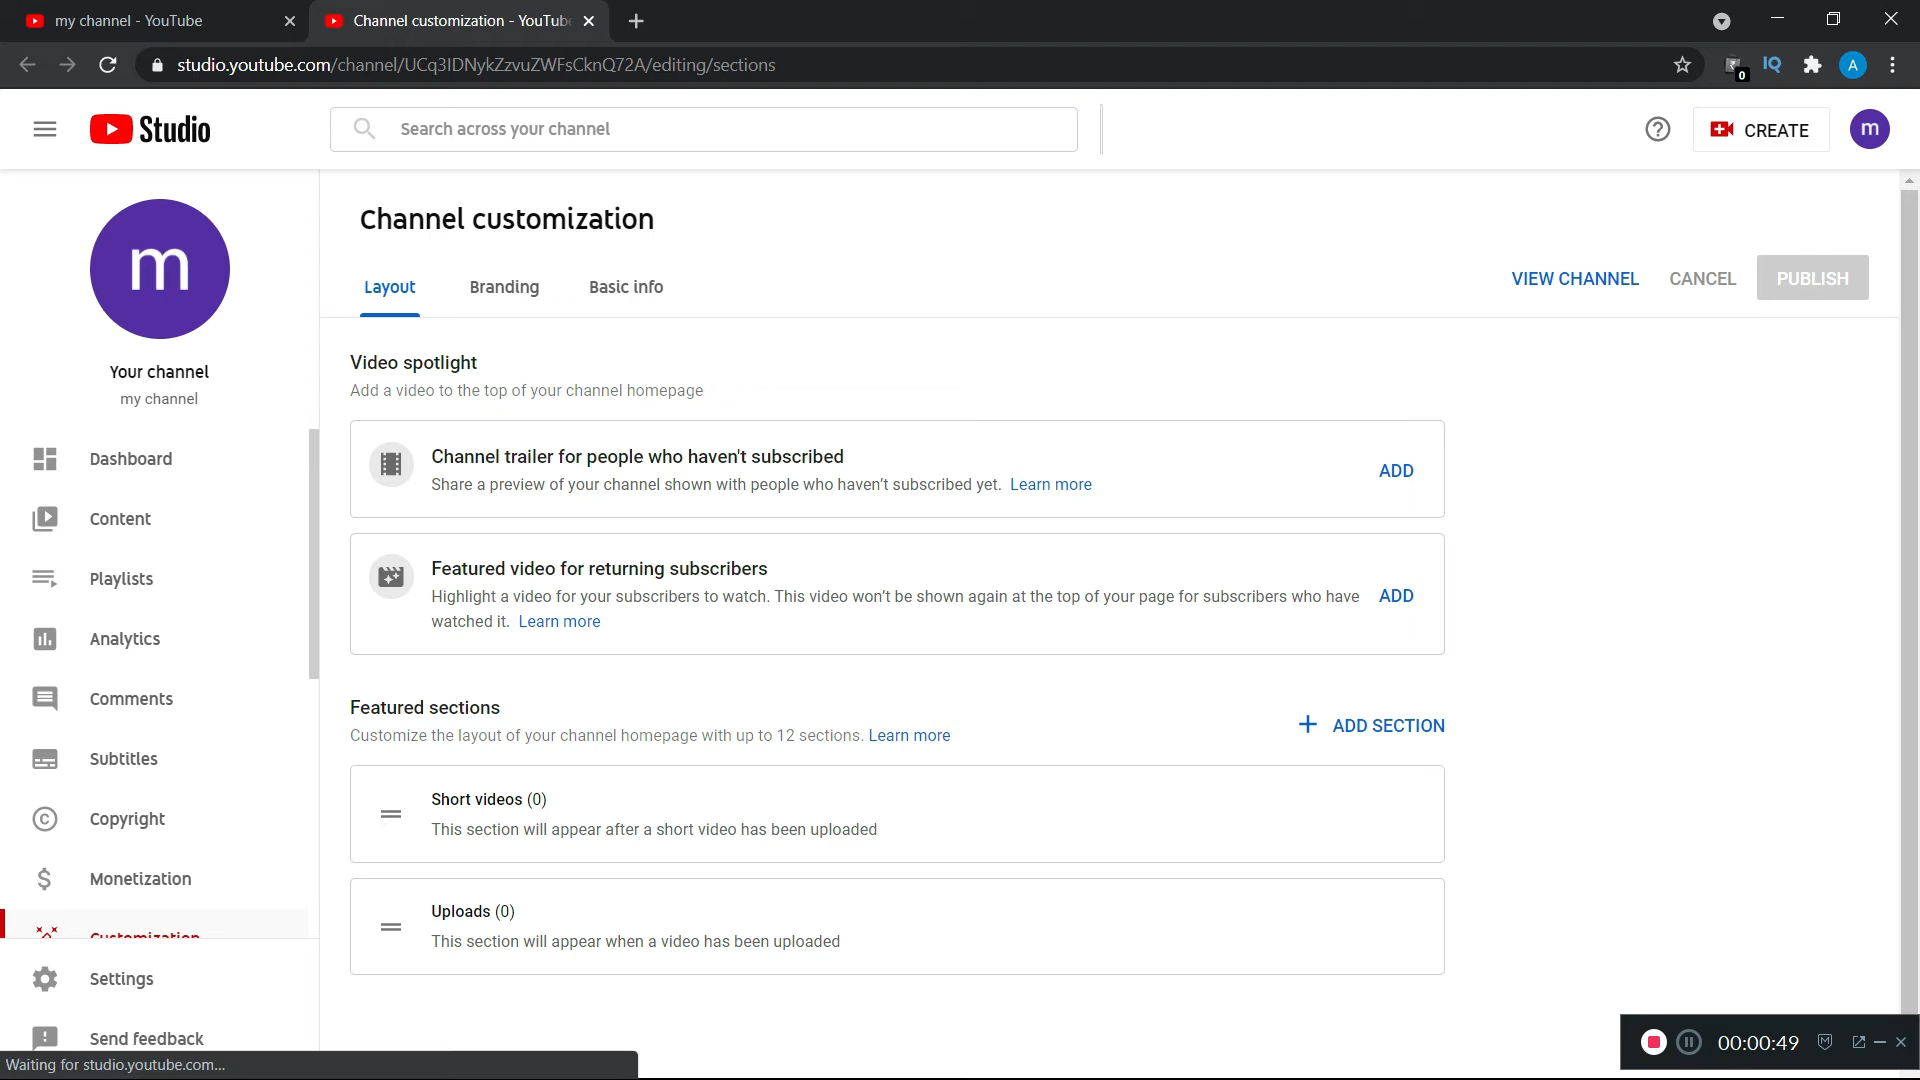 my channel - YouTube
Channel customization - YouTub
studio.youtube.com/channel/UCq3IDNykZzvuZWFsCknQ72A/editing/sections
0
IQ
A
Studio
Search across your channel
CREATE
m
m
Your channel
my channel
Dashboard
Content
Playlists
Analytics
Comments
Subtitles
Copyright
Monetization
Customization
Settings
Send feedback
Channel customization
Layout
Branding
Basic info
VIEW CHANNEL
CANCEL
PUBLISH
Video spotlight
Add a video to the top of your channel homepage
Channel trailer for people who haven't subscribed
Share a preview of your channel shown with people who haven't subscribed yet. Learn more
ADD
Featured video for returning subscribers
Highlight a video for your subscribers to watch. This video won't be shown again at the top of your page for subscribers who have
watched it. Learn more
ADD
Featured sections
Customize the layout of your channel homepage with up to 12 sections. Learn more
ADD SECTION
Short videos (0)
This section will appear after a short video has been uploaded
Uploads (0)
This section will appear when a video has been uploaded
Waiting for studio.youtube.com...
00:00:49